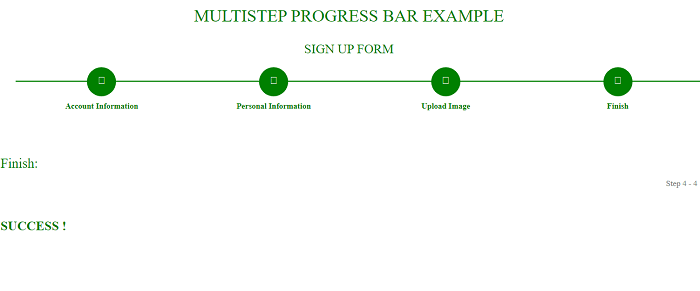 MULTISTEP PROGRESS BAR EXAMPLE
SIGN UP FORM
Account Information Personal Information Upload Image Finish
Finish:
Step 4 - 4
SUCCESS !